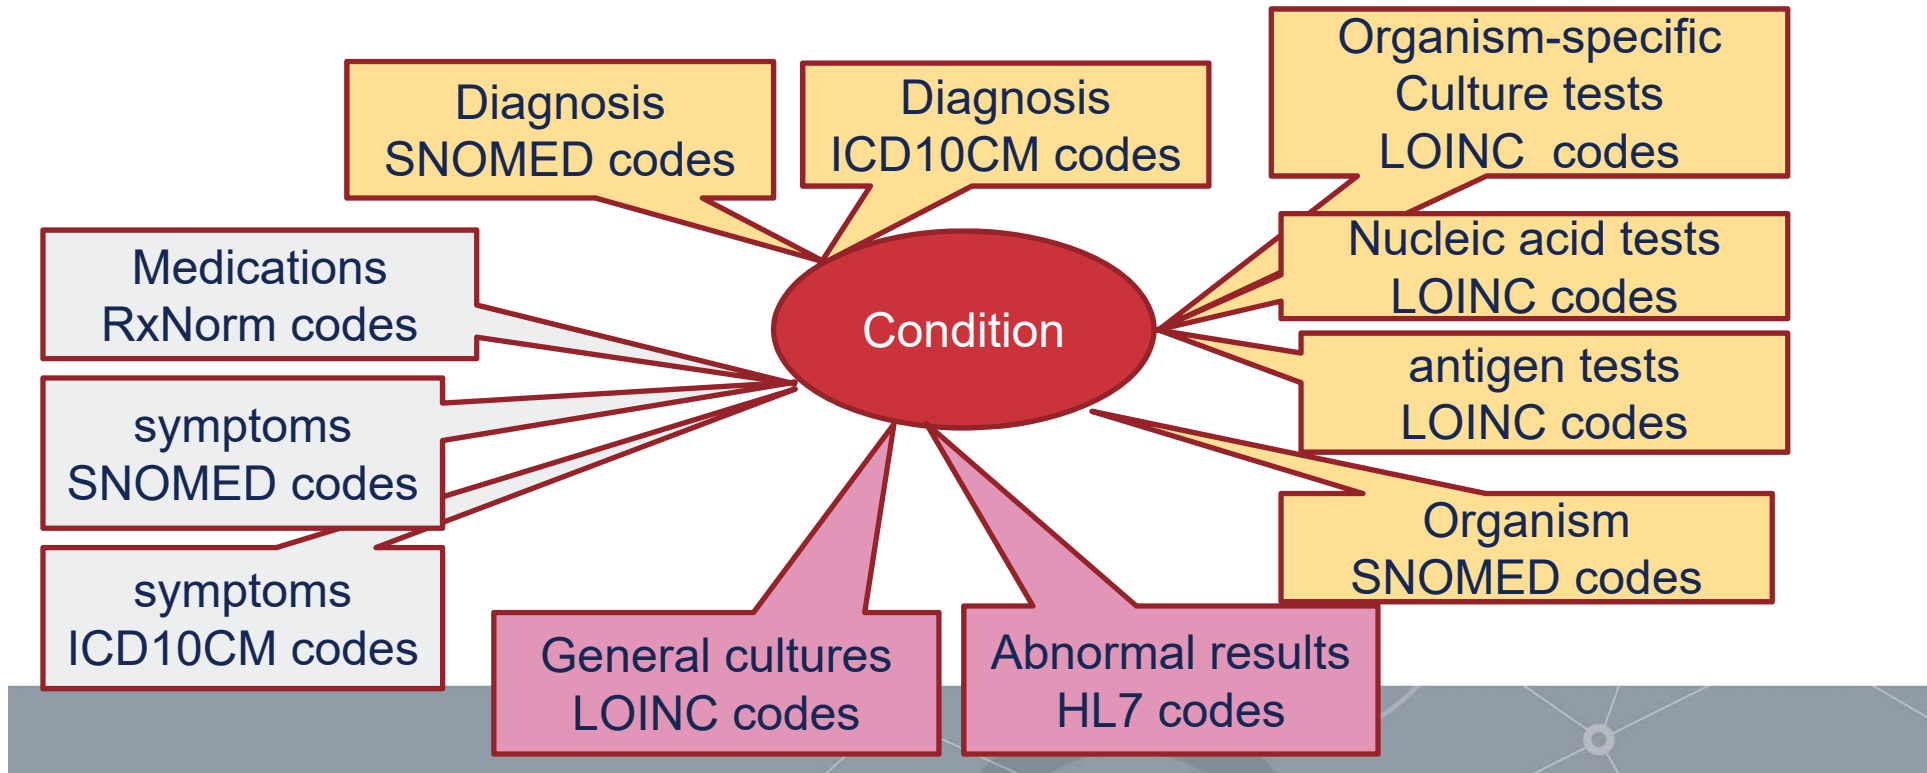 Diagnosis
SNOMED codes
Diagnosis
ICD10CM codes
Organism-specific
Culture tests
LOINC codes
Medications
RxNorm codes
Condition
Nucleic acid tests
LOINC codes
symptoms
SNOMED codes
antigen tests
LOINC codes
symptoms
ICD10CM codes
Organism
SNOMED codes
General cultures
LOINC codes
Abnormal results
HL7 codes